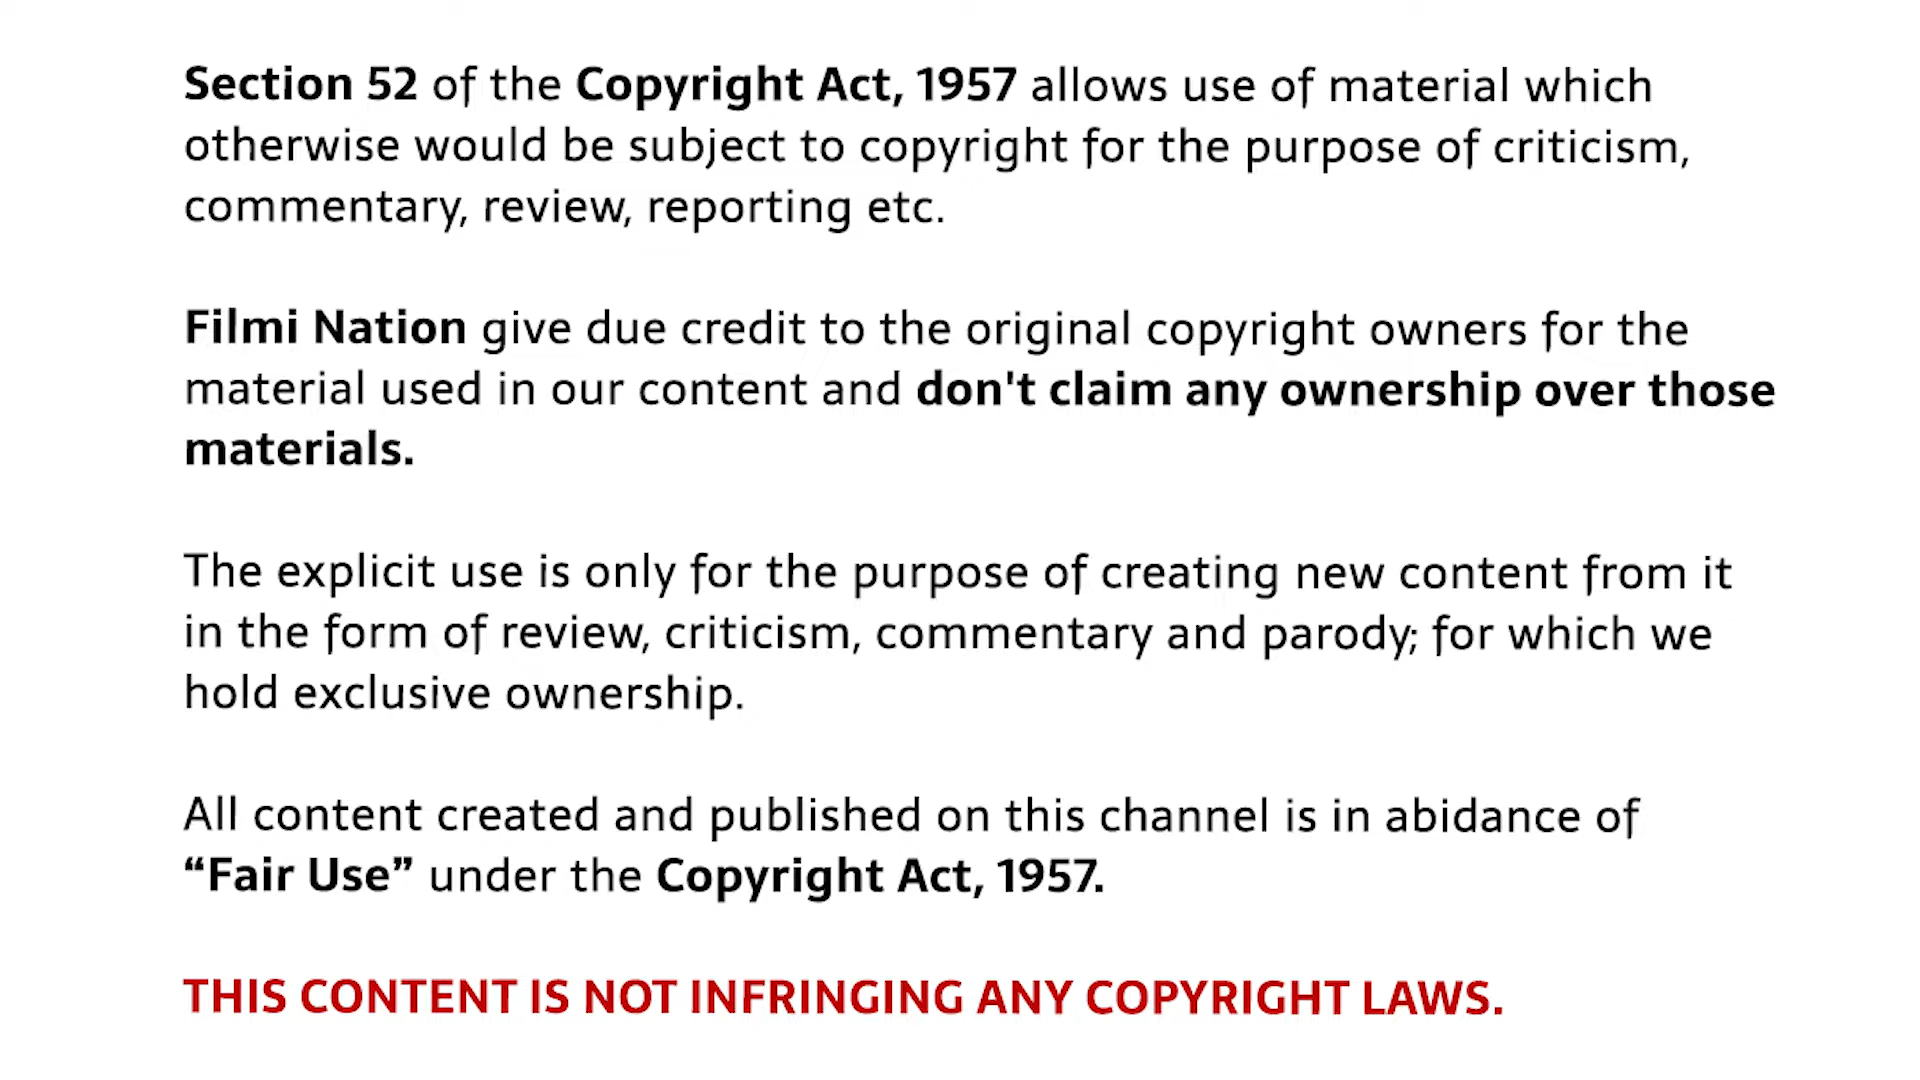 Section 52 of the Copyright Act, 1957 allows use of material which
otherwise would be subject to copyright for the purpose of criticism,
commentary, review, reporting etc.
Filmi Nation give due credit to the original copyright owners for the
material used in our content and don't claim any ownership over those
materials.
The explicit use is only for the purpose of creating new content from it
in the form of review, criticism, commentary and parody; for which we
hold exclusive ownership.
All content created and published on this channel is in abidance of
“Fair Use” under the Copyright Act, 1957.
THIS CONTENT IS NOT INFRINGING ANY COPYRIGHT LAWS.